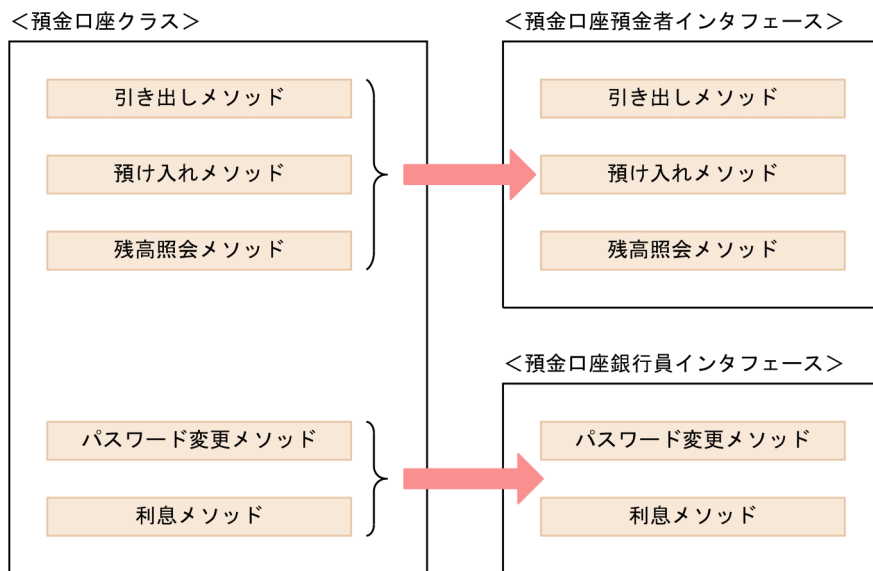 ＜預金口座クラス＞
引き出しメソッド
預け入れメソッド
残高照会メソッド
パスワード変更メソッド
利息メソッド
＜預金口座預金者インタフェース＞
引き出しメソッド
預け入れメソッド
残高照会メソッド
＜預金口座銀行員インタフェース＞
パスワード変更メソッド
利息メソッド